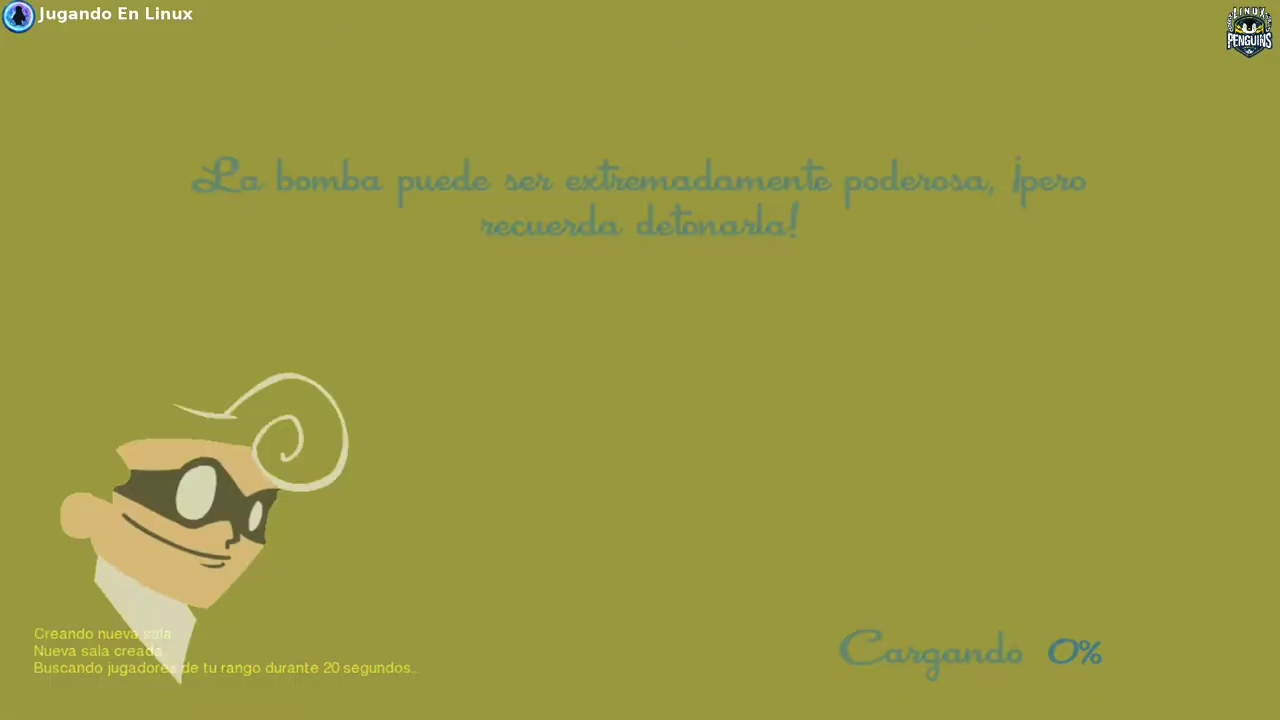 Jugando En Linux
LINUX
PENGUINS
La bomba puede ser extremadamente poderosa, ¡pero
recuerda detonarla!
Creando nueva sala
Nueva sala creada
Buscando jugadores de tu rango durante 20 segundos...
Cargando 0%